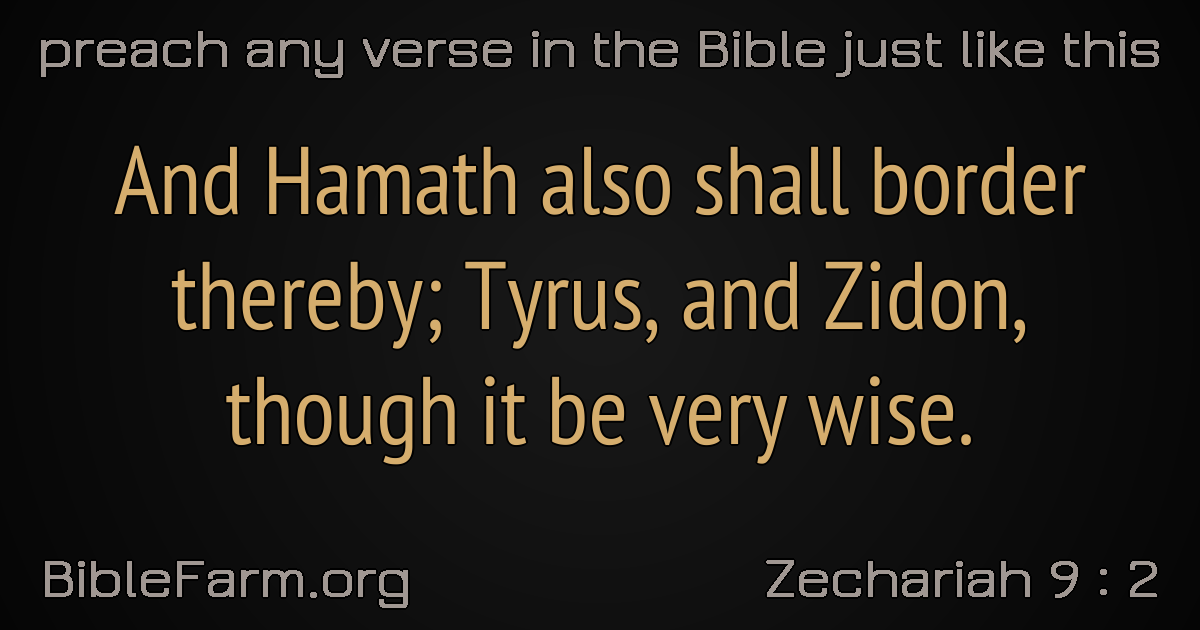 preach any verse in the Bible just like this
And Hamath also shall border
thereby; Tyrus, and Zidon,
though it be very wise.
BibleFarm.org
Zechariah 9 : 2